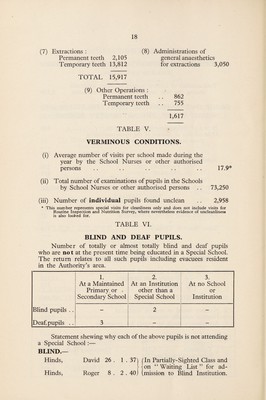 18
(7) Extractions :
Permanent teeth 2,105
Temporary teeth 13,812
TOTAL 15,917
(8) Administrations of
general anaesthetics
for extractions 3,050
(9) Other Operations :
Permanent teeth .. 862
Temporary teeth .. 755
1,617
TABLE V.
VERMINOUS CONDITIONS.
(i) Average number of visits per school made during the
year by the School Nurses or other authorised
persons .. .. .. .. .. 17.9*
(ii) Total number of examinations of pupils in the Schools
by School Nurses or other authorised persons .. 73,250
(iii) Number of individual pupils found unclean .. 2,958
* This number represents special visits for cleanliness only and does not include visits for
Routine Inspection and Nutrition Survey, where nevertheless evidence of uncleanliness
is also looked for.
TABLE VI.
BLIND AND DEAF PUPILS.
Number of totally or almost totally blind and deaf pupils
who are not at the present time being educated in a Special School.
The return relates to all such pupils including evacuees resident
in the Authority's area.
1. 2. 3.
At a Maintained At an Institution At no School
Primary or other than a or
Secondary School Special School Institution
Blind pupils .. – 2 –
Deaf pupils .. 3 – –
Statement shewing why each of the above pupils is not attending
a Special School :—
BLIND.—
Hinds, David 26 . 1 . 37 In Partially-Sighted Class and
on "Waiting List" for ad-
Hinds, Roger 8 . 2 . 40 mission to Blind Institution.